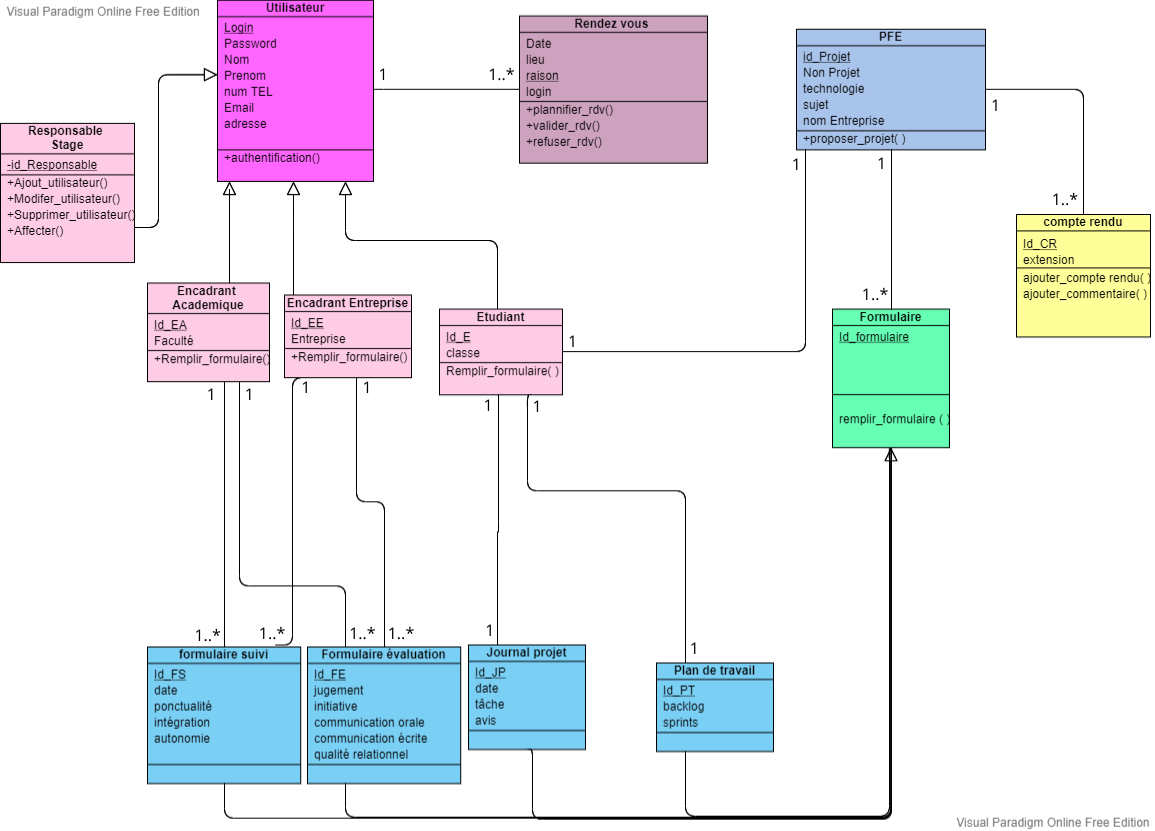 Visual Paradigm Online Free Edition
Utilisateur
Login
Password
Nom
Prenom
num TEL
Email
adresse
+authentification()
1
1..*
Rendez vous
Date
lieu
raison
login
+plannifier_rdv()
+valider_rdv()
+refuser_rdv()
PFE
id_Projet
Non Projet
technologie
sujet
nom Entreprise
+proposer_projet( )
1
1
1
1..*
Responsable
Stage
-id_Responsable
+Ajout_utilisateur()
+Modifer_utilisateur()
+Supprimer_utilisateur()
+Affecter()
compte rendu
Id_CR
extension
ajouter_compte rendu( )
ajouter_commentaire( )
Encadrant
Academique
Id_EA
Faculté
+Remplir_formulaire()
Encadrant Entreprise
Id_EE
Entreprise
+Remplir_formulaire()
Etudiant
Id_E
classe
Remplir_formulaire( )
1
1..*
Formulaire
Id_formulaire
remplir_formulaire ( )
1
1
1
1
1
1
1..*
1..*
1..*
1..*
1
1
formulaire suivi
Id_FS
date
ponctualité
intégration
autonomie
Formulaire évaluation
Id_FE
jugement
initiative
communication orale
communication écrite
qualité relationnel
Journal projet
Id_JP
date
tâche
avis
Plan de travail
Id_PT
backlog
sprints
Visual Paradigm Online Free Edition